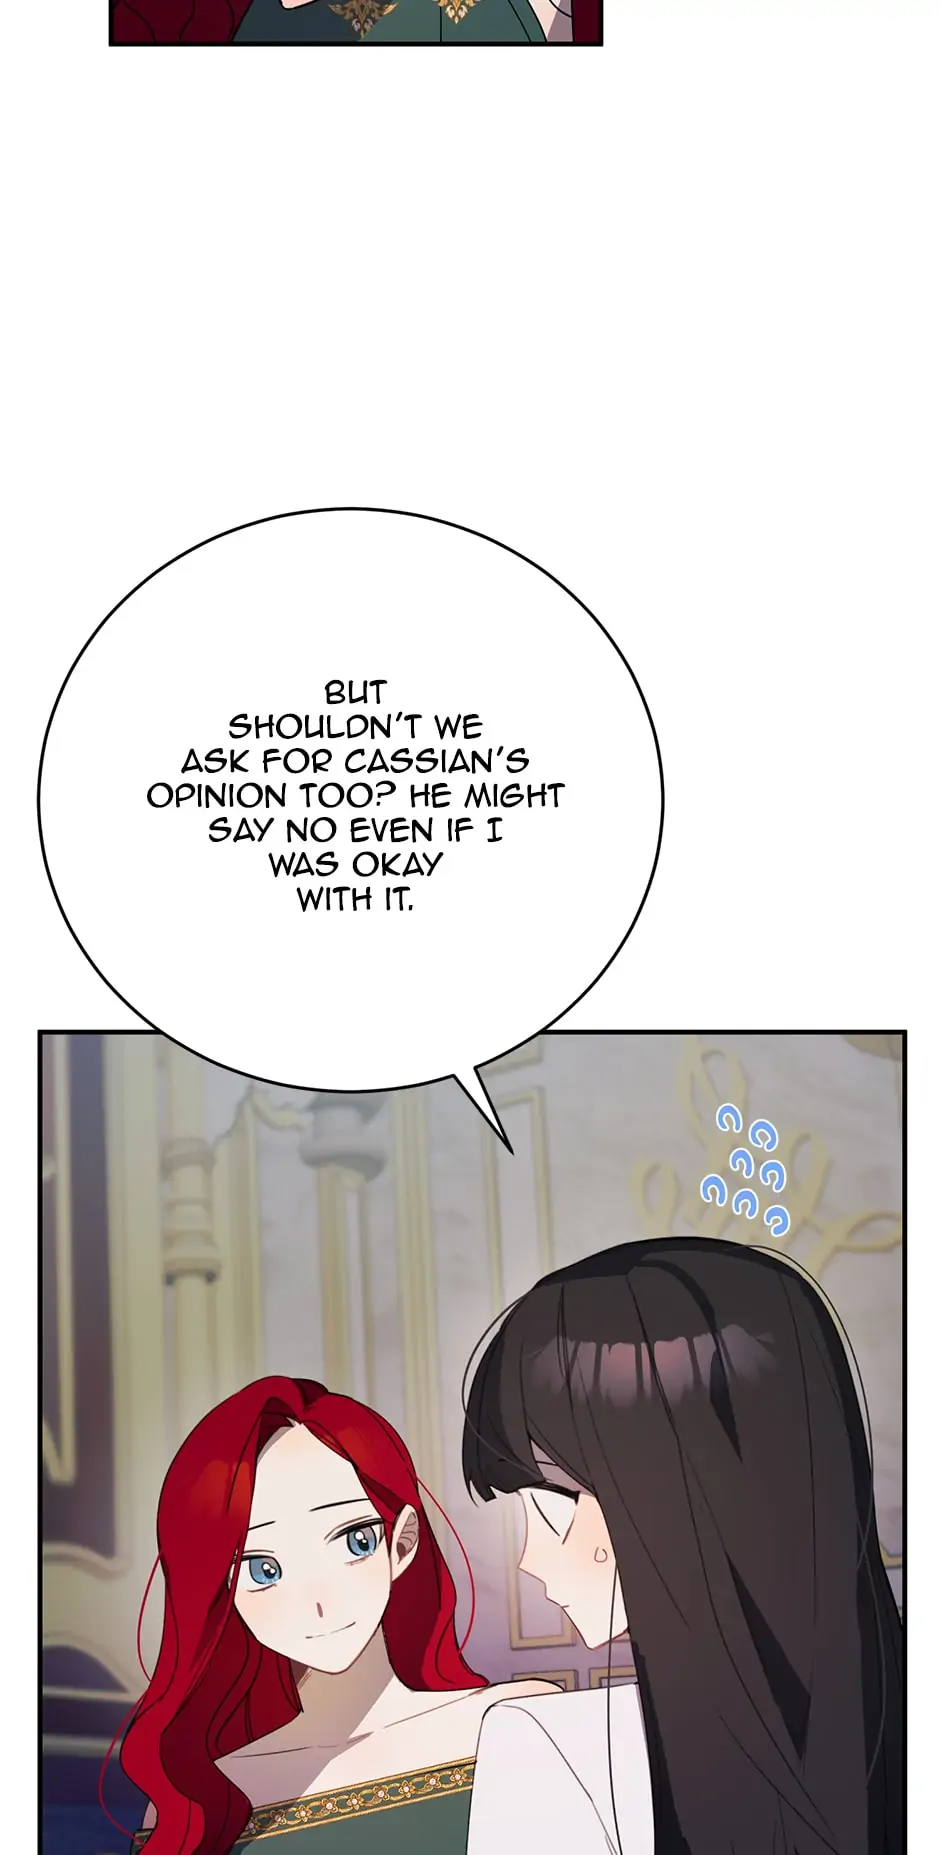 BUT
SHOULDN'T WE
ASK FOR CASSIAN'S
OPINION TOO? HE MIGHT
SAY NO EVEN IF I
WAS OKAY
WITH IT.